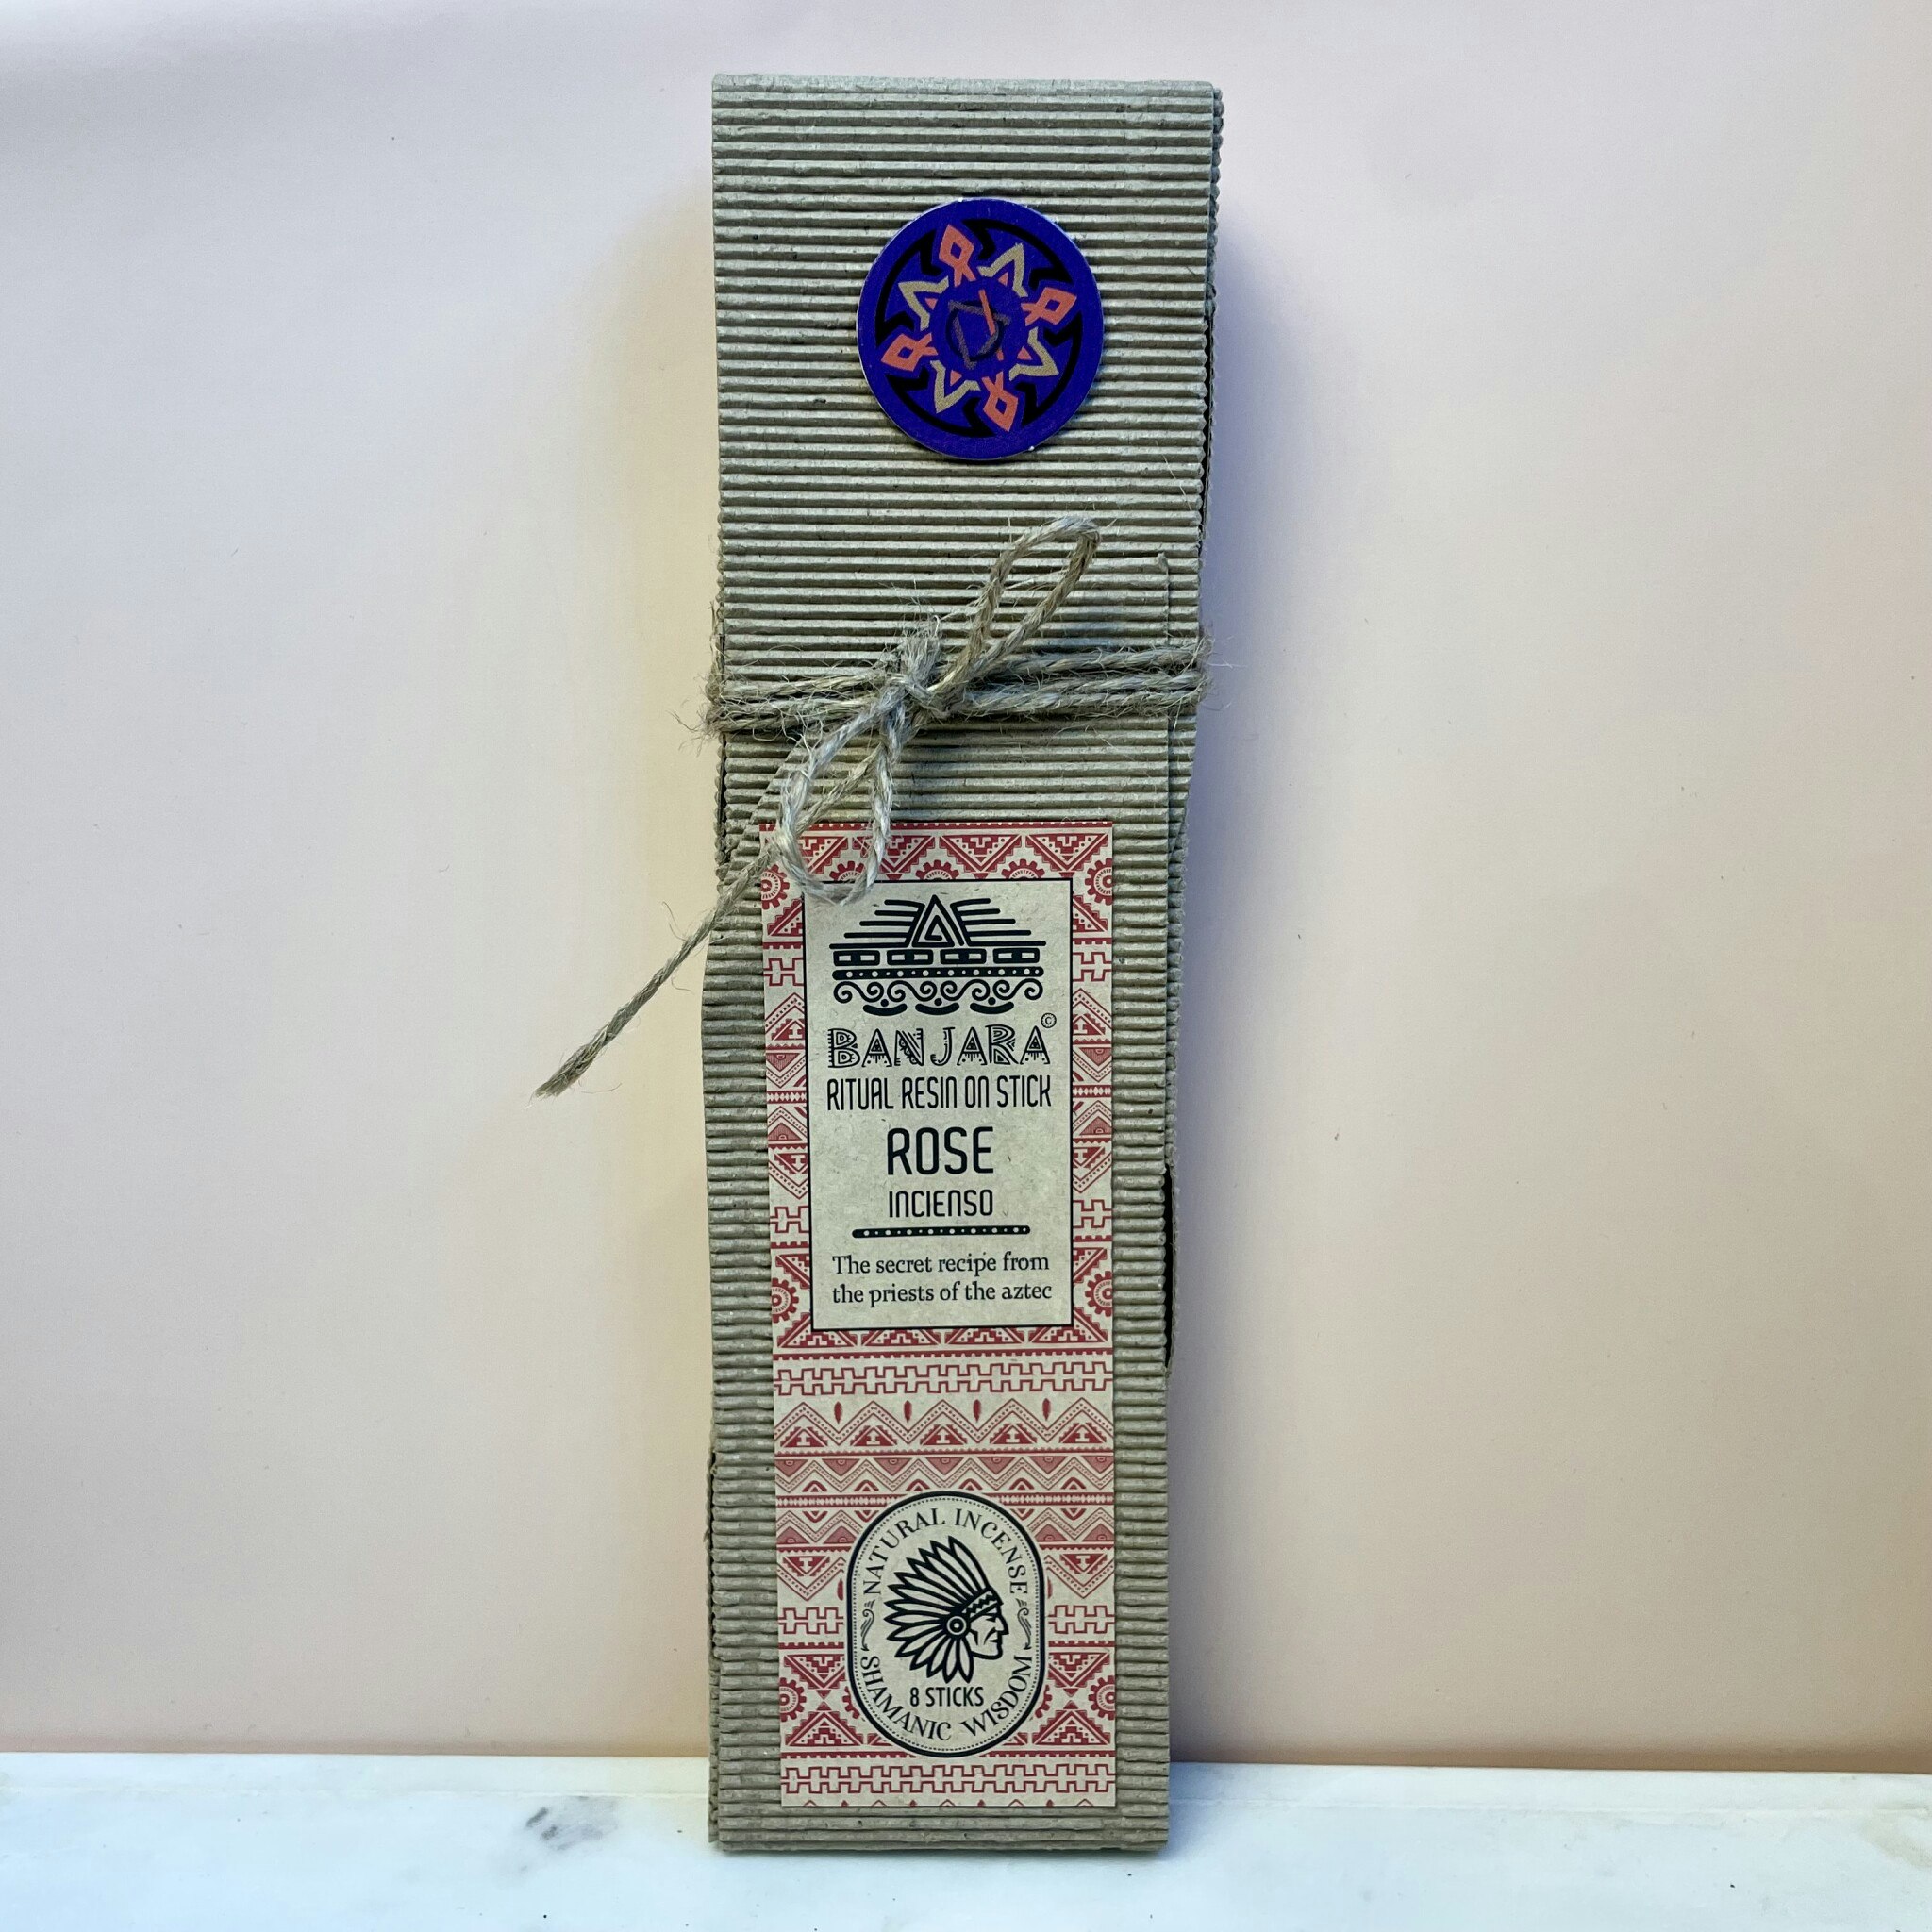 BANJARA©
RITUAL RESIN ON STICK
ROSE
INCIENSO
The secret recipe from
the priests of the aztec
NATURAL INCENSE
8 STICKS
SHAMANIC WISDOM